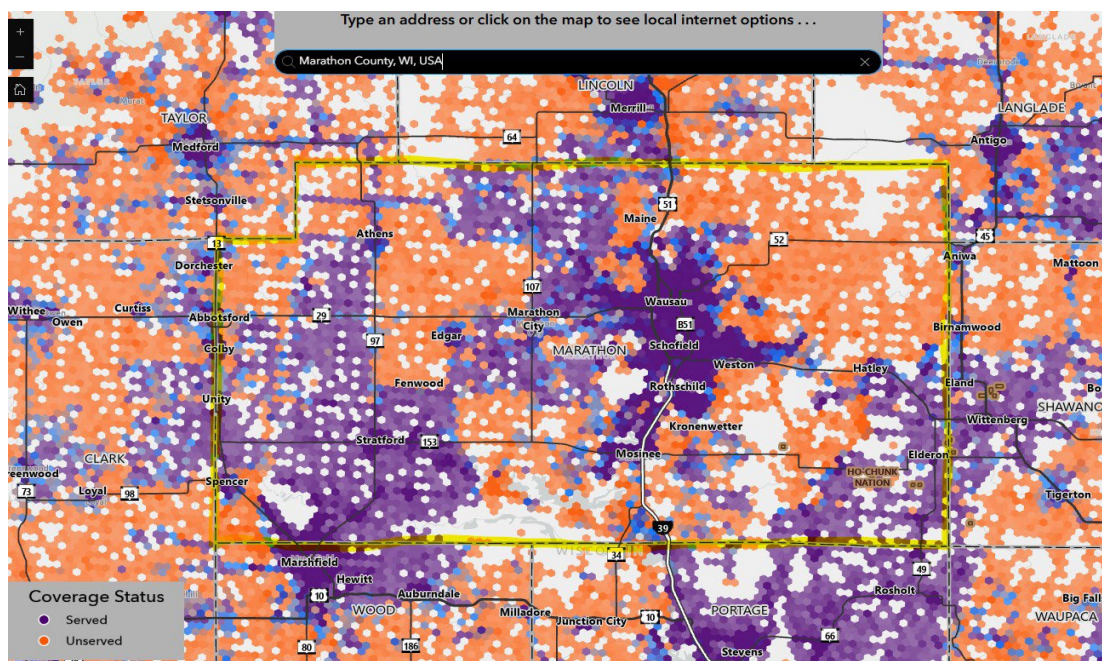 Type an address or click on the map to see local internet options . . .
+
Marathon County, WI, USA
−
LANGLADE
TAYLOR
LINCOLN
Merrill
LANGLADE
TAYLOR
64
Antigo
Medford
Stetsonville
51
Maine
Athens
52
45
13
Aniwa
Dorchester
Mattoon
107
Withee
Curtiss
Owen
Abbotsford
29
Marathon
City
Wausau
B51
Birnamwood
Colby
97
Edgar
MARATHON
Schofield
Weston
Hatley
Fenwood
Rothschild
Eland
Unity
SHAWANO
Wittenberg
Kronenwetter
Stratford
153
CLARK
Mosinee
Elderon
reenwood
Spencer
HO-CHUNK
NATION
73
Loyal
98
Tigerton
39
WISCONSIN
34
Marshfield
49
Hewitt
Rosholt
Coverage Status
10
Auburndale
WOOD
Milladore
Junction City
10
PORTAGE
Big Fall
WAUPACA
Served
66
Unserved
80
186
Stevens